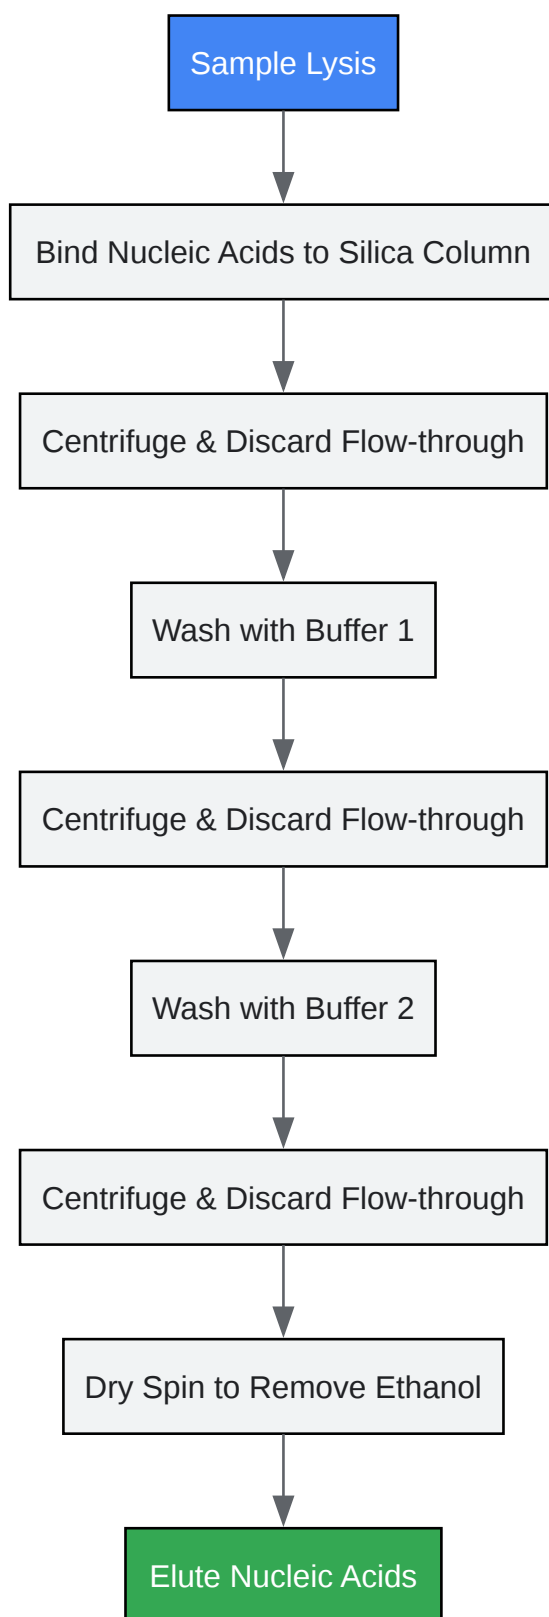 Sample Lysis
Bind Nucleic Acids to Silica Column
Centrifuge & Discard Flow-through
Wash with Buffer 1
Centrifuge & Discard Flow-through
Wash with Buffer 2
Centrifuge & Discard Flow-through
Dry Spin to Remove Ethanol
Elute Nucleic Acids